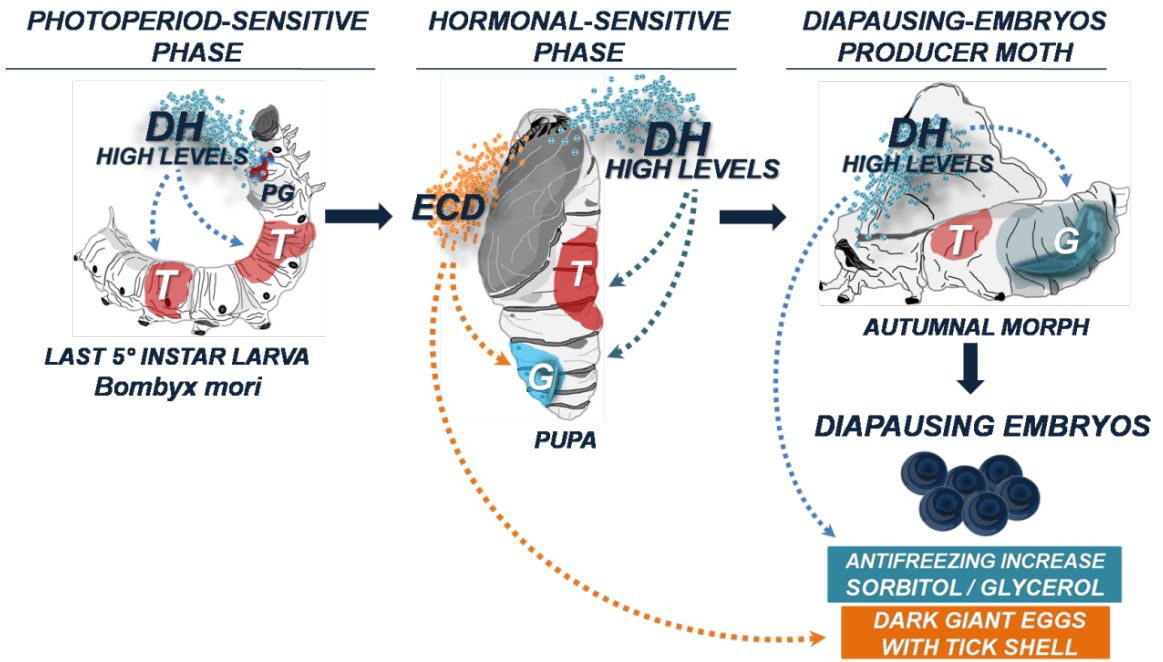 PHOTOPERIOD-SENSITIVE
PHASE
DH
HIGH LEVELS
PG
T
T
LAST 5º INSTAR LARVA
Bombyx mori
HORMONAL-SENSITIVE
PHASE
DH
HIGH LEVELS
ECD
T
G
PUPA
DIAPAUSING-EMBRYOS
PRODUCER MOTH
DH
HIGH LEVELS
T
G
AUTUMNAL MORPH
DIAPAUSING EMBRYOS
ANTIFREEZING INCREASE
SORBITOL / GLYCEROL
DARK GIANT EGGS
WITH TICK SHELL